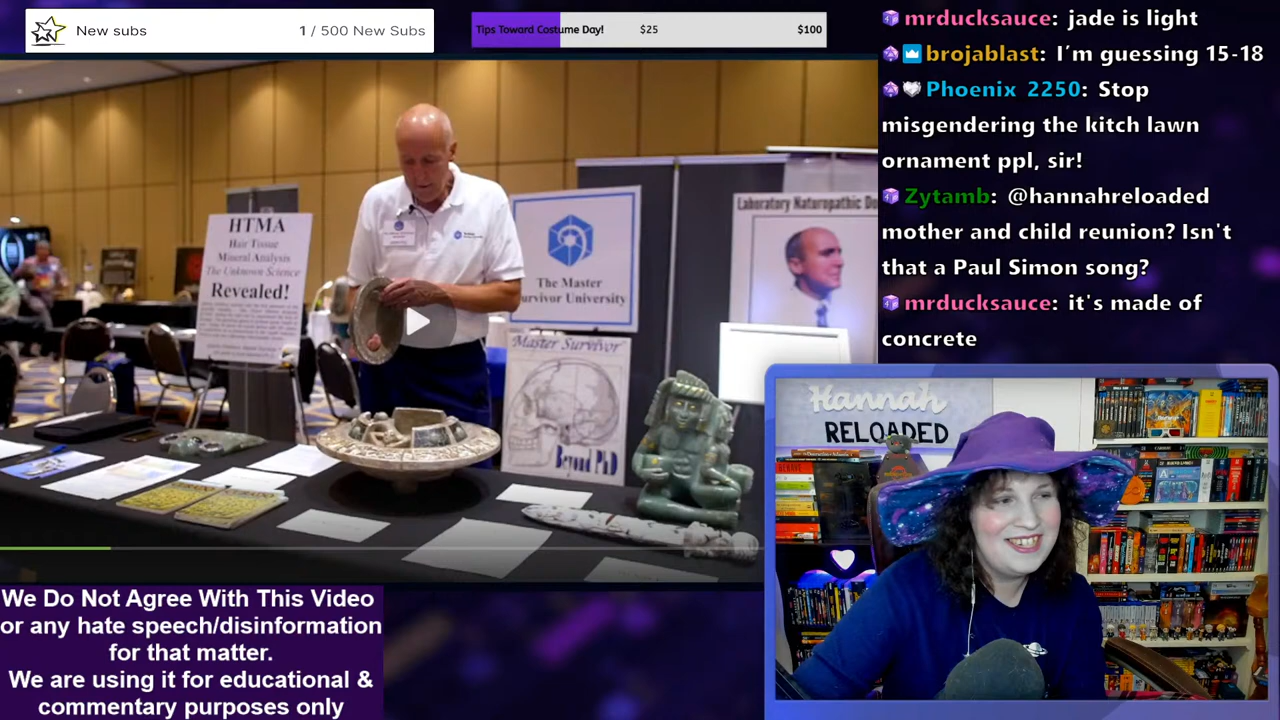 New subs
1 / 500 New Subs
Tips Toward Costume Day!
$25
$100
mrducksauce: jade is light
brojablast: I'm guessing 15-18
Phoenix 2250: Stop
misgendering the kitch lawn
ornament ppl, sir!
Zytamb: @hannahreloaded
mother and child reunion? Isn't
that a Paul Simon song?
mrducksauce: it's made of
concrete
HTMA
Hair Tissue
Mineral Analysis
The Unknown Science
Revealed!
The Master
Survivor University
Laboratory Naturopathic Do
Master Survivor
Beyond PhD
Hannah
RELOADED
We Do Not Agree With This Video
or any hate speech/disinformation
for that matter.
We are using it for educational &
commentary purposes only